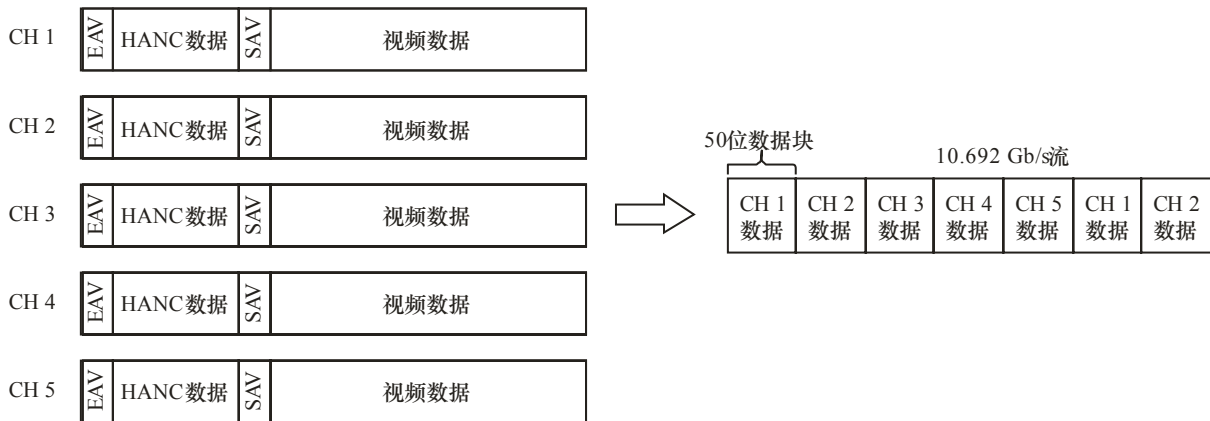 CH 1 EAV HANC数据 SAV 视频数据
CH 2 EAV HANC数据 SAV 视频数据
CH 3 EAV HANC数据 SAV 视频数据
CH 4 EAV HANC数据 SAV 视频数据
CH 5 EAV HANC数据 SAV 视频数据
50位数据块
10.692 Gb/s流
CH 1 CH 2 CH 3 CH 4 CH 5 CH 1 CH 2
数据 数据 数据 数据 数据 数据 数据